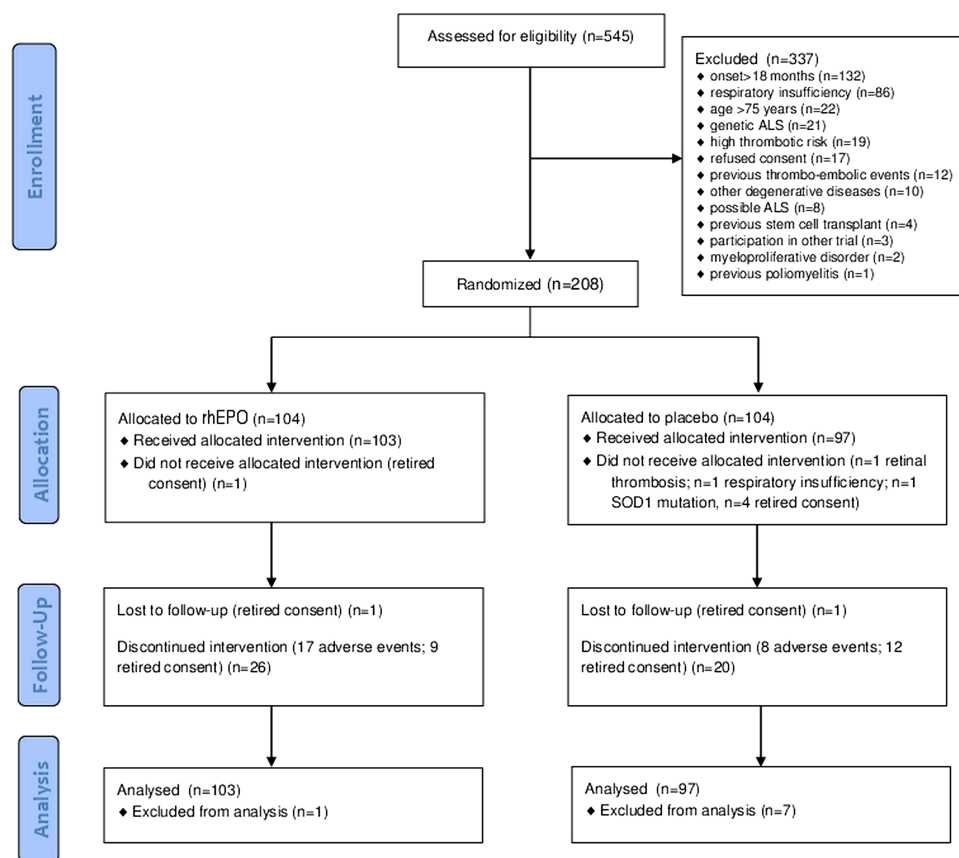 Assessed for eligibility (n=545)
Enrollment
Excluded (n=337)
◆ onset>18 months (n=132)
◆ respiratory insufficiency (n=86)
◆ age >75 years (n=22)
◆ genetic ALS (n=21)
◆ high thrombotic risk (n=19)
◆ refused consent (n=17)
◆ previous thrombo-embolic events (n=12)
◆ other degenerative diseases (n=10)
◆ possible ALS (n=8)
◆ previous stem cell transplant (n=4)
◆ participation in other trial (n=3)
◆ myeloproliferative disorder (n=2)
◆ previous poliomyelitis (n=1)
Randomized (n=208)
Allocation
Allocated to rhEPO (n=104)
◆ Received allocated intervention (n=103)
◆ Did not receive allocated intervention (retired
consent) (n=1)
Allocated to placebo (n=104)
◆ Received allocated intervention (n=97)
◆ Did not receive allocated intervention (n=1 retinal
thrombosis; n=1 respiratory insufficiency; n=1
SOD1 mutation, n=4 retired consent)
Follow-Up
Lost to follow-up (retired consent) (n=1)
Discontinued intervention (17 adverse events; 9
retired consent) (n=26)
Lost to follow-up (retired consent) (n=1)
Discontinued intervention (8 adverse events; 12
retired consent) (n=20)
Analysis
Analysed (n=103)
◆ Excluded from analysis (n=1)
Analysed (n=97)
◆ Excluded from analysis (n=7)